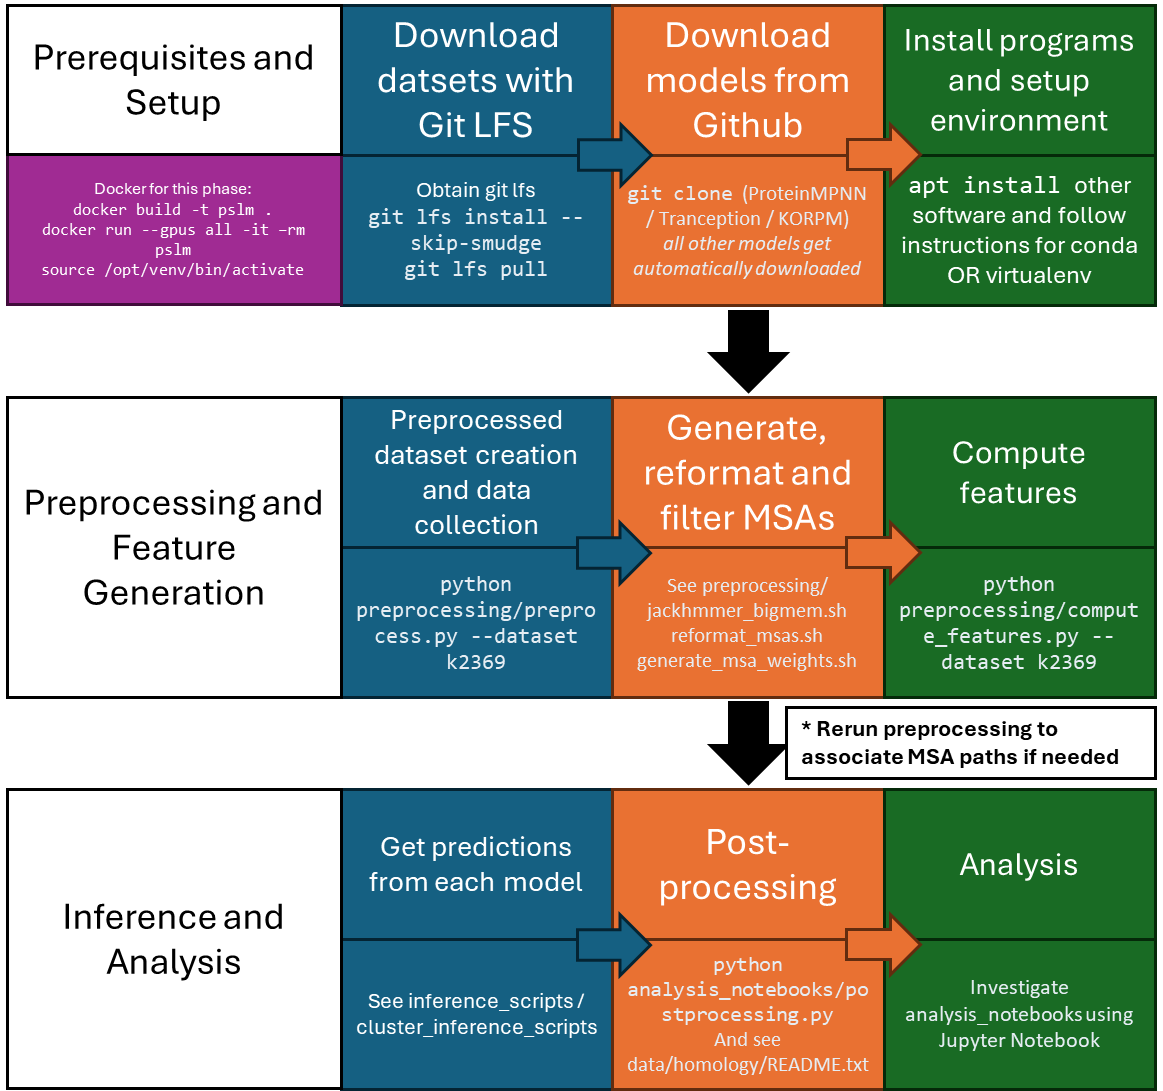 Prerequisites and
Setup
Docker for this phase:
docker build -t pslm .
docker run --gpus all -it –rm
pslm
source /opt/venv/bin/activate
Download
datsets with
Git LFS
Obtain git lfs
git lfs install --
skip-smudge
git lfs pull
Download
models from
Github
git clone (ProteinMPNN
/ Tranception / KORPM)
all other models get
automatically downloaded
Install programs
and setup
environment
apt install other
software and follow
instructions for conda
OR virtualenv
Preprocessing and
Feature
Generation
Preprocessed
dataset creation
and data
collection
python
preprocessing/prepro
cess.py --dataset
k2369
Generate,
reformat and
filter MSAs
See preprocessing/
jackhmmer_bigmem.sh
reformat_msas.sh
generate_msa_weights.sh
Compute
features
python
preprocessing/comput
e_features.py --
dataset k2369
* Rerun preprocessing to
associate MSA paths if needed
Inference and
Analysis
Get predictions
from each model
See inference_scripts /
cluster_inference_scripts
Post-
processing
python
analysis_notebooks/po
stprocessing.py
And see
data/homology/README.txt
Analysis
Investigate
analysis_notebooks using
Jupyter Notebook